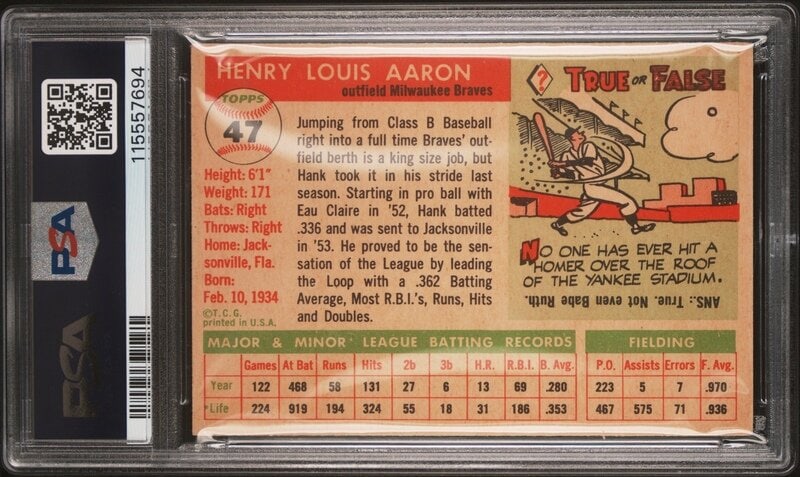 115557694
PSA
PSA
HENRY LOUIS AARON
outfield Milwaukee Braves
TOPPS
47
Height: 6'1"
Weight: 171
Bats: Right
Throws: Right
Home: Jack-
sonville, Fla.
Born:
Feb. 10, 1934
©T.C.G.
printed in U.S.A.
Jumping from Class B Baseball
right into a full time Braves' out-
field berth is a king size job, but
Hank took it in his stride last
season. Starting in pro ball with
Eau Claire in '52, Hank batted
.336 and was sent to Jacksonville
in '53. He proved to be the sen-
sation of the League by leading
the Loop with a .362 Batting
Average, Most R.B.I.'s, Runs, Hits
and Doubles.
?
TRUE OR FALSE
NO ONE HAS EVER HIT A
HOMER OVER THE ROOF
OF THE YANKEE STADIUM.
ANS.: True. Not even Babe Ruth.
MAJOR & MINOR LEAGUE BATTING RECORDS
Games At Bat Runs Hits 2b 3b H.R. R.B.I. B. Avg.
Year 122 468 58 131 27 6 13 69 .280
Life 224 919 194 324 55 18 31 186 .353
FIELDING
P.O. Assists Errors F. Avg.
223 5 7 .970
467 575 71 .936